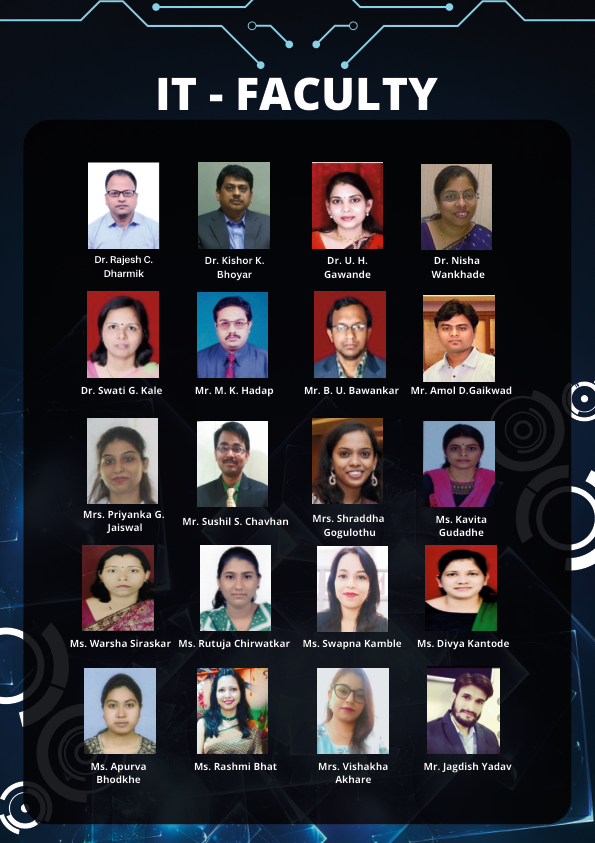 IT - FACULTY
Dr. Rajesh C.
Dharmik
Dr. Kishor K.
Bhoyar
Dr. U. H.
Gawande
Dr. Nisha
Wankhade
Dr. Swati G. Kale
Mr. M. K. Hadap
Mr. B. U. Bawankar
Mr. Amol D.Gaikwad
Mrs. Priyanka G.
Jaiswal
Mr. Sushil S. Chavhan
Mrs. Shraddha
Gogulothu
Ms. Kavita
Gudadhe
Ms. Warsha Siraskar
Ms. Rutuja Chirwatkar
Ms. Swapna Kamble
Ms. Divya Kantode
Ms. Apurva
Bhodkhe
Ms. Rashmi Bhat
Mrs. Vishakha
Akhare
Mr. Jagdish Yadav